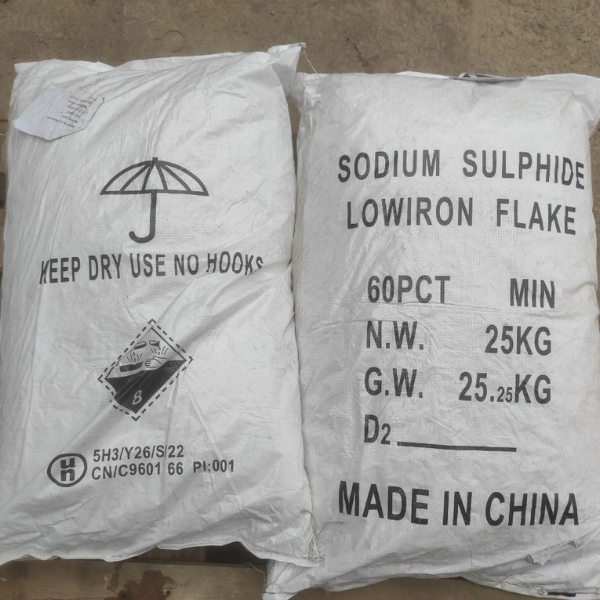 KEEP DRY USE NO HOOKS
8
un
5H3/Y26/S/22
CN/C9601 66 PI:001
SODIUM SULPHIDE
LOWIRON FLAKE
60PCT MIN
N.W. 25KG
G.W. 25.25KG
D2
MADE IN CHINA